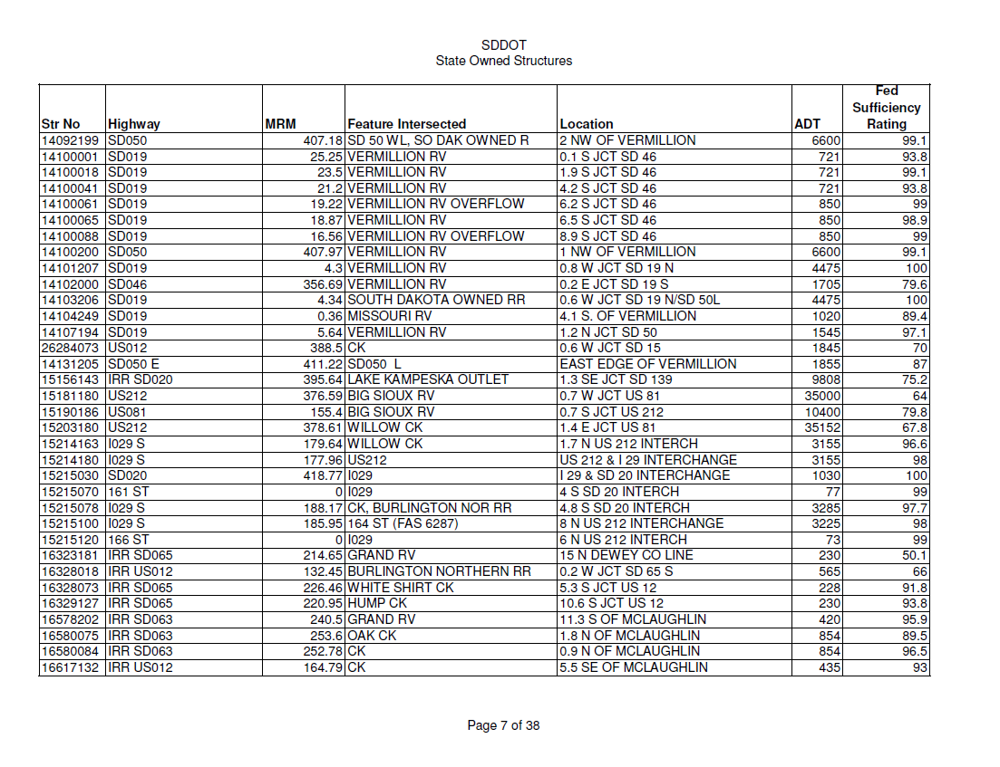 SDDOT
State Owned Structures
Fed
Sufficiency
Str No Highway MRM Feature Intersected Location ADT Rating
14092199 SD050 407.18 SD 50 WL, SO DAK OWNED R 2 NW OF VERMILLION 6600 99.1
14100001 SD019 25.25 VERMILLION RV 0.1 S JCT SD 46 721 93.8
14100018 SD019 23.5 VERMILLION RV 1.9 S JCT SD 46 721 99.1
14100041 SD019 21.2 VERMILLION RV 4.2 S JCT SD 46 721 93.8
14100061 SD019 19.22 VERMILLION RV OVERFLOW 6.2 S JCT SD 46 850 99
14100065 SD019 18.87 VERMILLION RV 6.5 S JCT SD 46 850 98.9
14100088 SD019 16.56 VERMILLION RV OVERFLOW 8.9 S JCT SD 46 850 99
14100200 SD050 407.97 VERMILLION RV 1 NW OF VERMILLION 6600 99.1
14101207 SD019 4.3 VERMILLION RV 0.8 W JCT SD 19 N 4475 100
14102000 SD046 356.69 VERMILLION RV 0.2 E JCT SD 19 S 1705 79.6
14103206 SD019 4.34 SOUTH DAKOTA OWNED RR 0.6 W JCT SD 19 N/SD 50L 4475 100
14104249 SD019 0.36 MISSOURI RV 4.1 S. OF VERMILLION 1020 89.4
14107194 SD019 5.64 VERMILLION RV 1.2 N JCT SD 50 1545 97.1
26284073 US012 388.5 CK 0.6 W JCT SD 15 1845 70
14131205 SD050 E 411.22 SD050 L EAST EDGE OF VERMILLION 1855 87
15156143 IRR SD020 395.64 LAKE KAMPESKA OUTLET 1.3 SE JCT SD 139 9808 75.2
15181180 US212 376.59 BIG SIOUX RV 0.7 W JCT US 81 35000 64
15190186 US081 155.4 BIG SIOUX RV 0.7 S JCT US 212 10400 79.8
15203180 US212 378.61 WILLOW CK 1.4 E JCT US 81 35152 67.8
15214163 I029 S 179.64 WILLOW CK 1.7 N US 212 INTERCH 3155 96.6
15214180 I029 S 177.96 US212 US 212 & I 29 INTERCHANGE 3155 98
15215030 SD020 418.77 I029 I 29 & SD 20 INTERCHANGE 1030 100
15215070 161 ST 0 I029 4 S SD 20 INTERCH 77 99
15215078 I029 S 188.17 CK, BURLINGTON NOR RR 4.8 S SD 20 INTERCH 3285 97.7
15215100 I029 S 185.95 164 ST (FAS 6287) 8 N US 212 INTERCHANGE 3225 98
15215120 166 ST 0 I029 6 N US 212 INTERCH 73 99
16323181 IRR SD065 214.65 GRAND RV 15 N DEWEY CO LINE 230 50.1
16328018 IRR US012 132.45 BURLINGTON NORTHERN RR 0.2 W JCT SD 65 S 565 66
16328073 IRR SD065 226.46 WHITE SHIRT CK 5.3 S JCT US 12 228 91.8
16329127 IRR SD065 220.95 HUMP CK 10.6 S JCT US 12 230 93.8
16578202 IRR SD063 240.5 GRAND RV 11.3 S OF MCLAUGHLIN 420 95.9
16580075 IRR SD063 253.6 OAK CK 1.8 N OF MCLAUGHLIN 854 89.5
16580084 IRR SD063 252.78 CK 0.9 N OF MCLAUGHLIN 854 96.5
16617132 IRR US012 164.79 CK 5.5 SE OF MCLAUGHLIN 435 93
Page 7 of 38